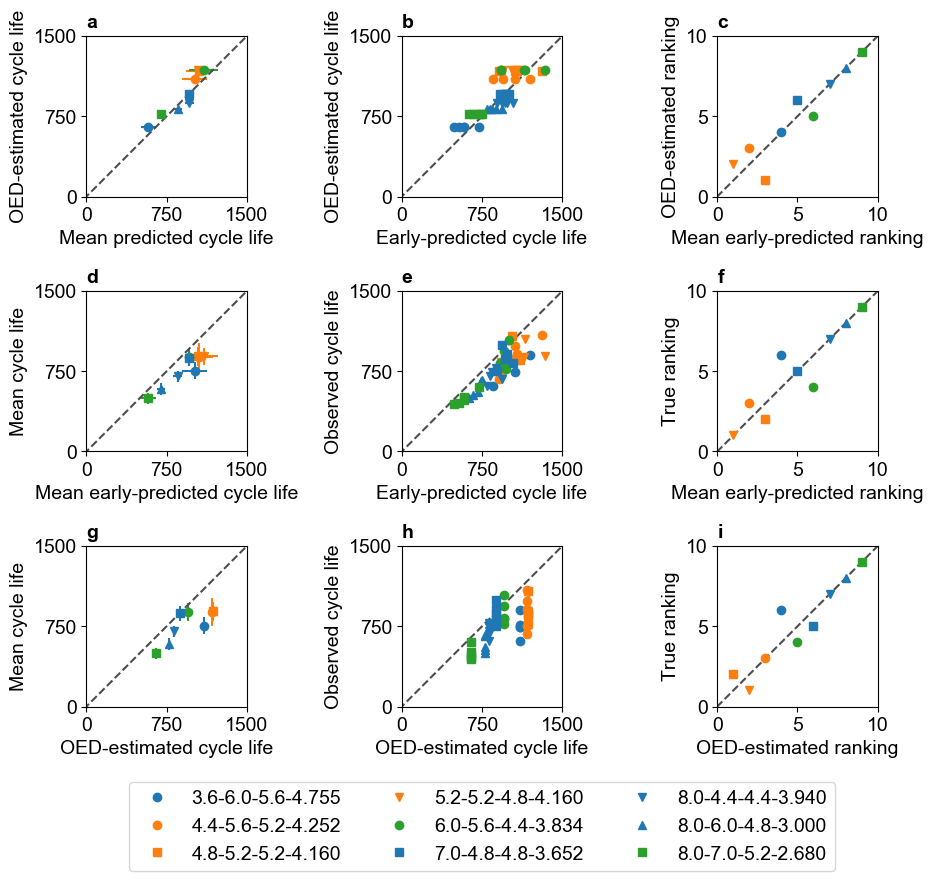 a
OED-estimated cycle life
1500
750
0
0 750 1500
Mean predicted cycle life
b
OED-estimated cycle life
1500
750
0
0 750 1500
Early-predicted cycle life
c
OED-estimated ranking
10
5
0
0 5 10
Mean early-predicted ranking
d
Mean cycle life
1500
750
0
0 750 1500
Mean early-predicted cycle life
e
Observed cycle life
1500
750
0
0 750 1500
Early-predicted cycle life
f
True ranking
10
5
0
0 5 10
Mean early-predicted ranking
g
Mean cycle life
1500
750
0
0 750 1500
OED-estimated cycle life
h
Observed cycle life
1500
750
0
0 750 1500
OED-estimated cycle life
i
True ranking
10
5
0
0 5 10
OED-estimated ranking
3.6-6.0-5.6-4.755 5.2-5.2-4.8-4.160 8.0-4.4-4.4-3.940
4.4-5.6-5.2-4.252 6.0-5.6-4.4-3.834 8.0-6.0-4.8-3.000
4.8-5.2-5.2-4.160 7.0-4.8-4.8-3.652 8.0-7.0-5.2-2.680